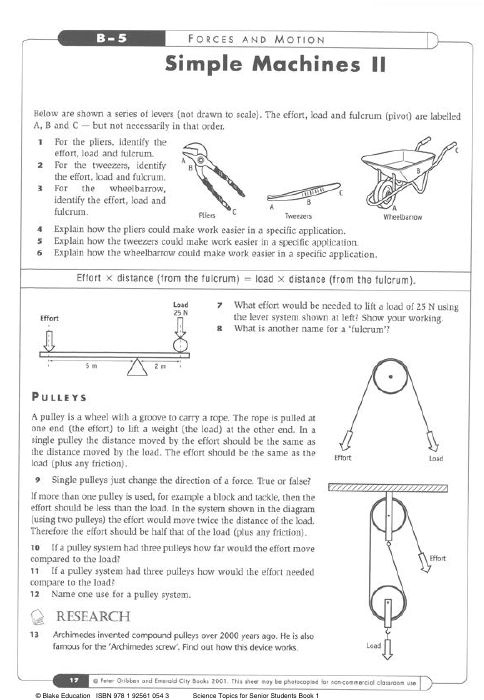 B-5
FORCES AND MOTION
Simple Machines II
Below are shown a series of levers (not drawn to scale). The effort, load and fulcrum (pivot) are labelled
A, B and C — but not necessarily in that order.
1 For the pliers, identify the
effort, load and fulcrum.
2 For the tweezers, identify
the effort, load and fulcrum.
3 For the wheelbarrow,
identify the effort, load and
fulcrum.
A
B
C
Pliers
A
B
C
Tweezers
A
B
C
Wheelbarrow
4 Explain how the pliers could make work easier in a specific application.
5 Explain how the tweezers could make work easier in a specific application.
6 Explain how the wheelbarrow could make work easier in a specific application.
Effort × distance (from the fulcrum) = load × distance (from the fulcrum).
Effort
Load
25 N
5 m
2 m
7 What effort would be needed to lift a load of 25 N using
the lever system shown at left? Show your working.
8 What is another name for a 'fulcrum'?
PULLEYS
A pulley is a wheel with a groove to carry a rope. The rope is pulled at
one end (the effort) to lift a weight (the load) at the other end. In a
single pulley the distance moved by the effort should be the same as
the distance moved by the load. The effort should be the same as the
load (plus any friction).
Effort
Load
9 Single pulleys just change the direction of a force. True or false?
If more than one pulley is used, for example a block and tackle, then the
effort should be less than the load. In the system shown in the diagram
(using two pulleys) the effort would move twice the distance of the load.
Therefore the effort should be half that of the load (plus any friction).
10 If a pulley system had three pulleys how far would the effort move
compared to the load?
11 If a pulley system had three pulleys how would the effort needed
compare to the load?
12 Name one use for a pulley system.
Effort
Load
RESEARCH
13 Archimedes invented compound pulleys over 2000 years ago. He is also
famous for the 'Archimedes screw'. Find out how this device works.
17 © Peter Gribben and Emerald City Books 2001. This sheet may be photocopied for non-commercial classroom use
© Blake Education ISBN 978 1 92561 054 3 Science Topics for Senior Students Book 1